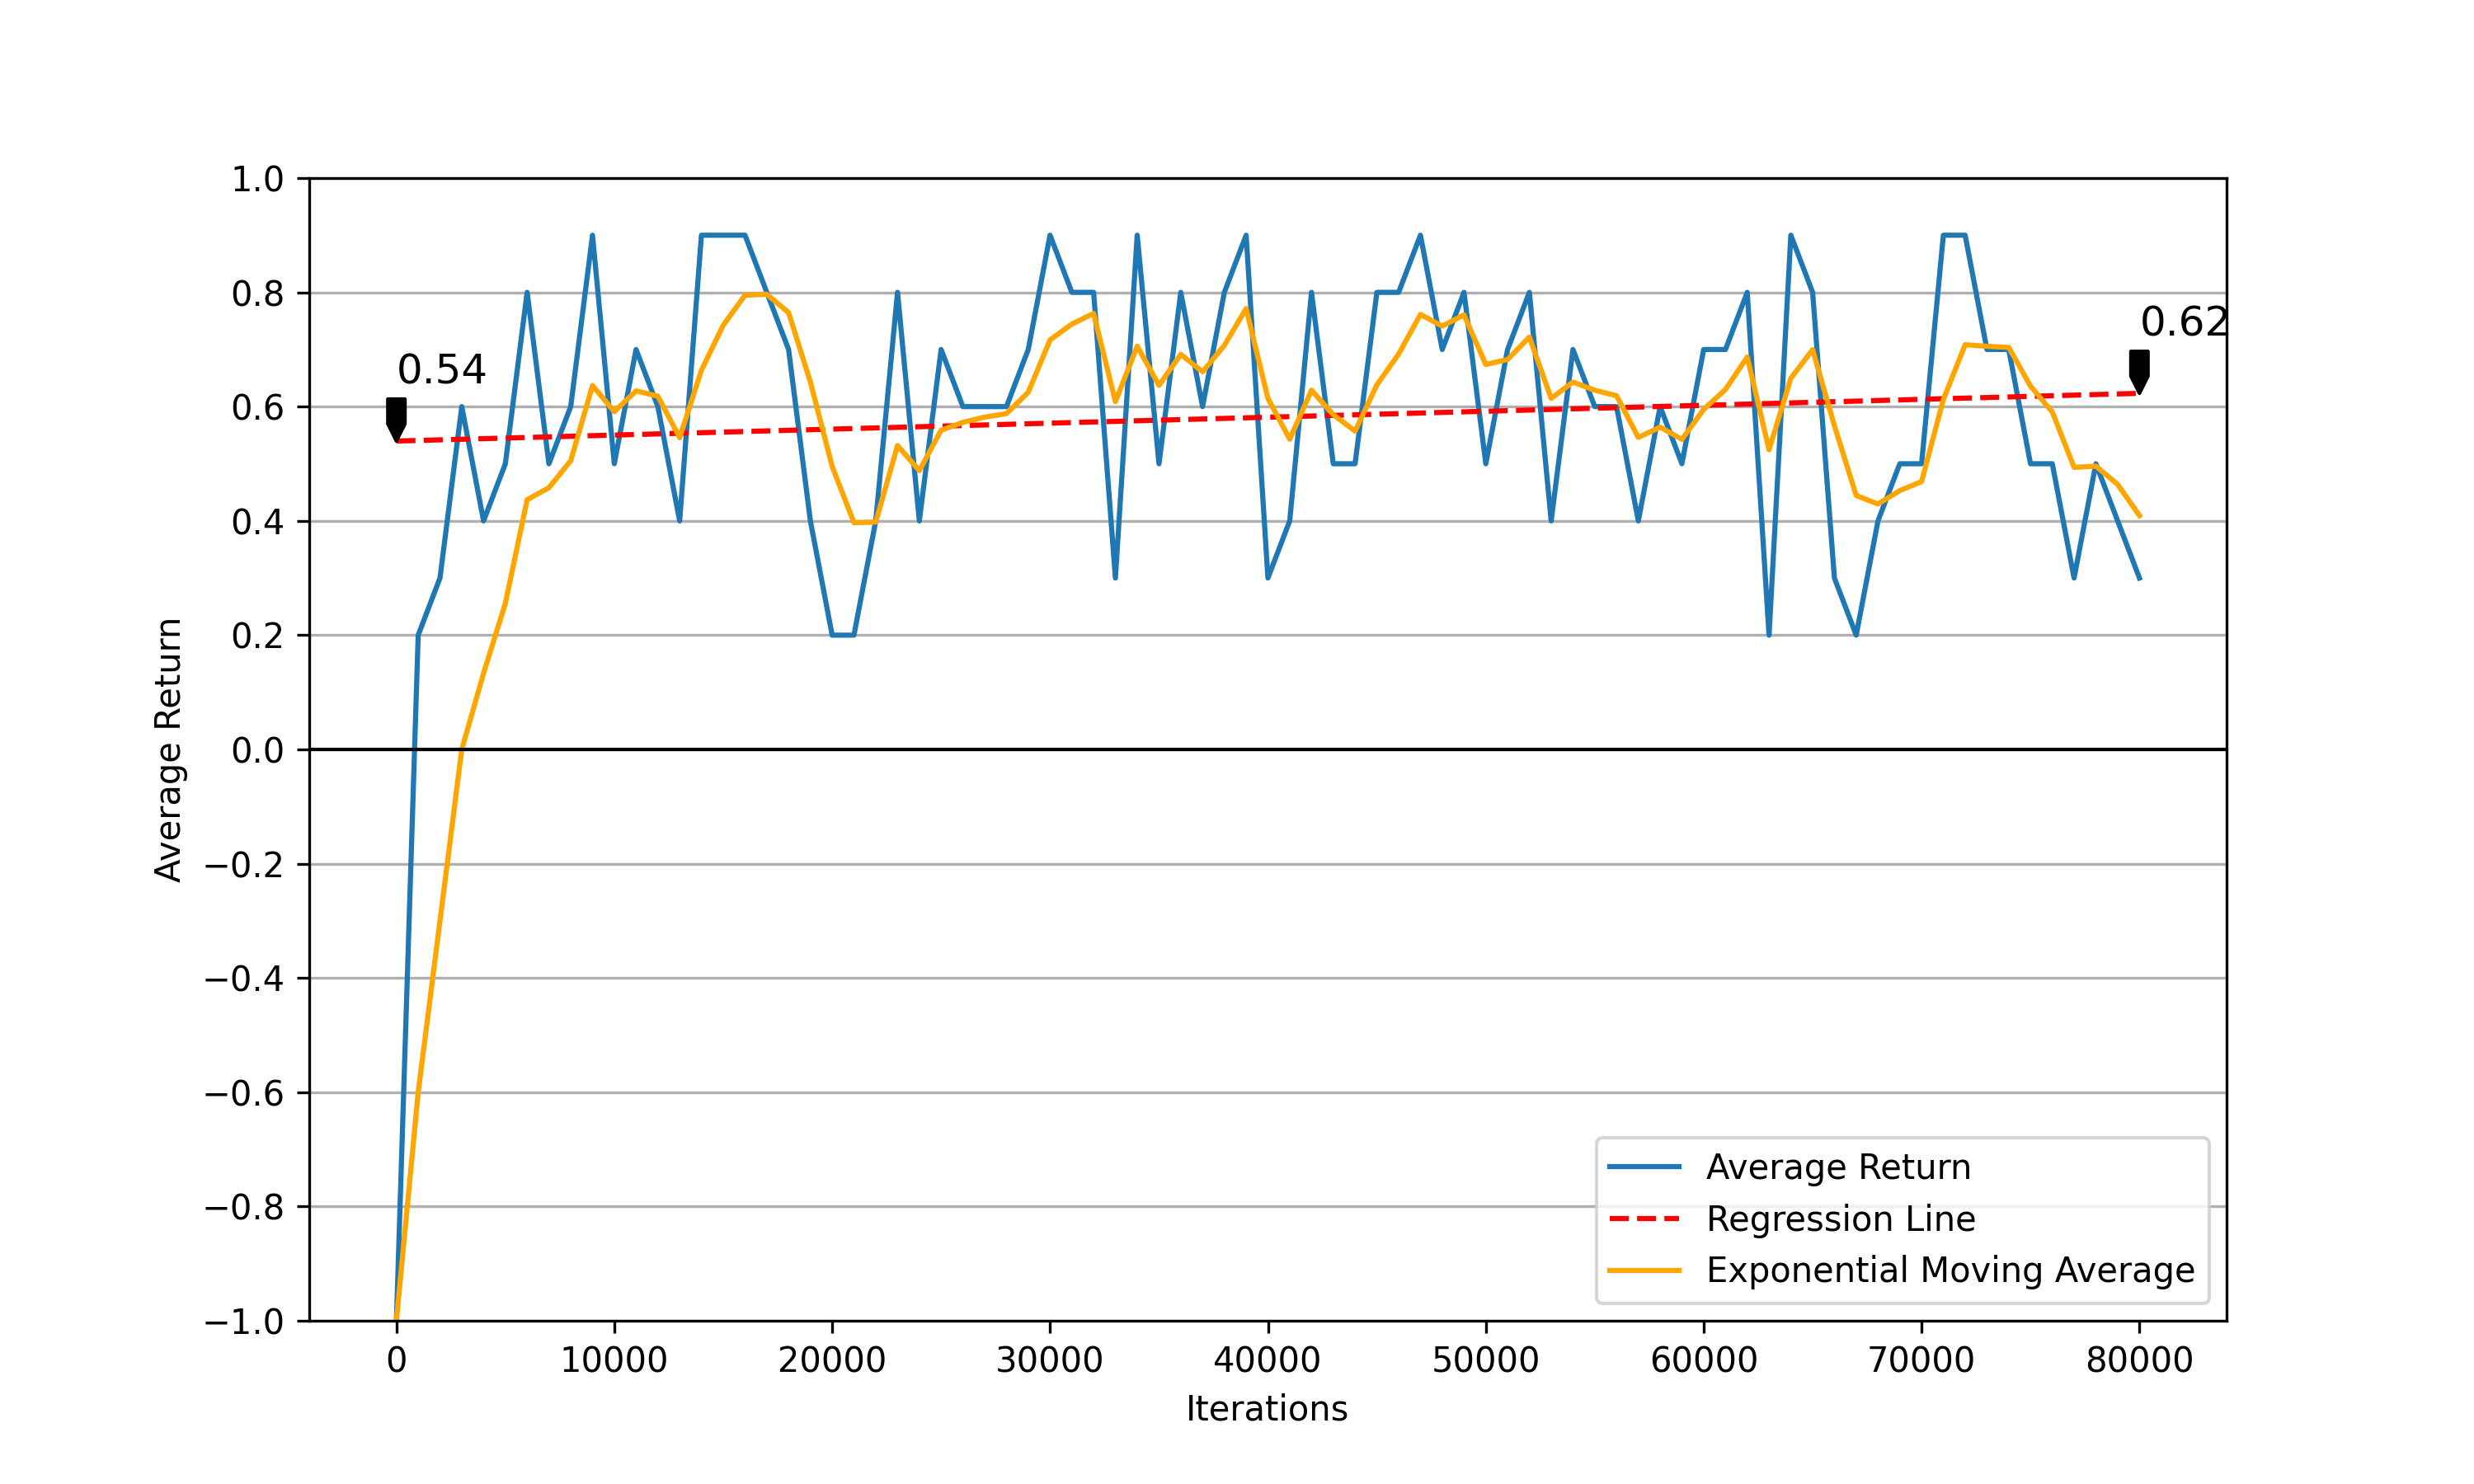 1.0
0.8
0.6
0.4
0.2
0.0
−0.2
−0.4
−0.6
−0.8
−1.0
Average Return
0.54
0.62
Average Return
Regression Line
Exponential Moving Average
0 10000 20000 30000 40000 50000 60000 70000 80000
Iterations